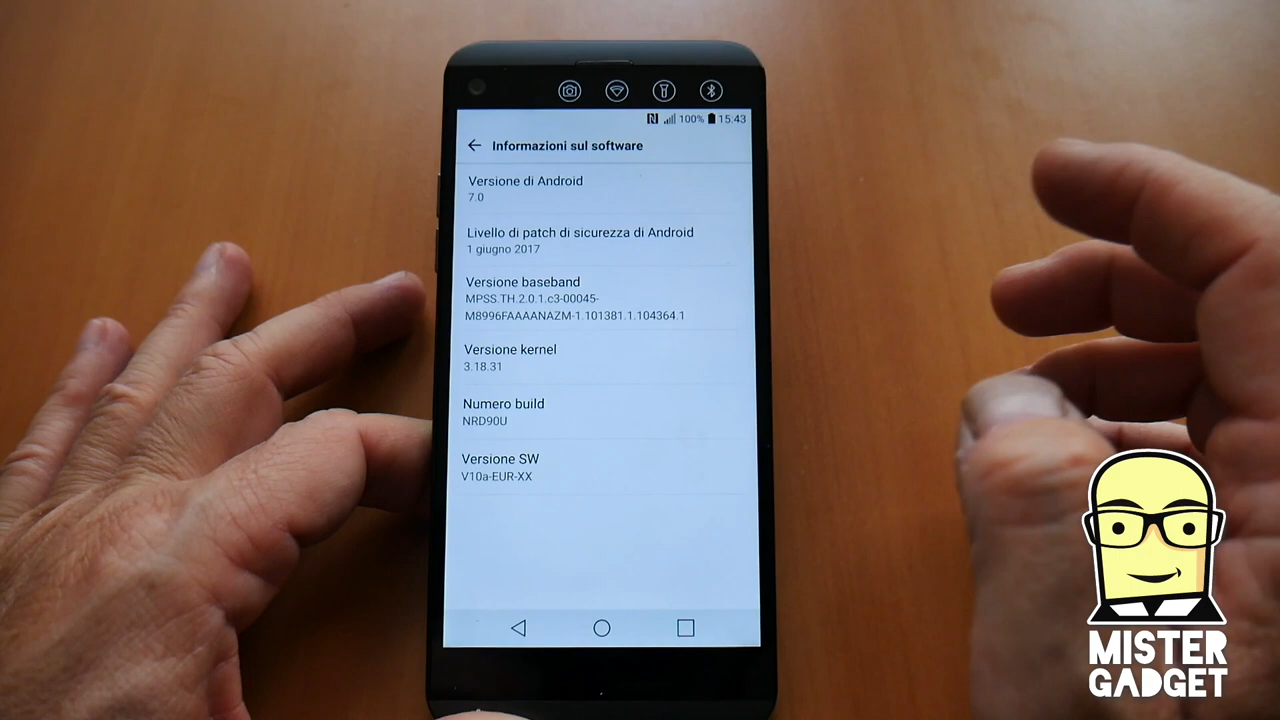 100% 15:43
Informazioni sul software
Versione di Android
7.0
Livello di patch di sicurezza di Android
1 giugno 2017
Versione baseband
MPSS.TH.2.0.1.c3-00045-
M8996FAAAANAZM-1.101381.1.104364.1
Versione kernel
3.18.31
Numero build
NRD90U
Versione SW
V10a-EUR-XX
MISTER
GADGET